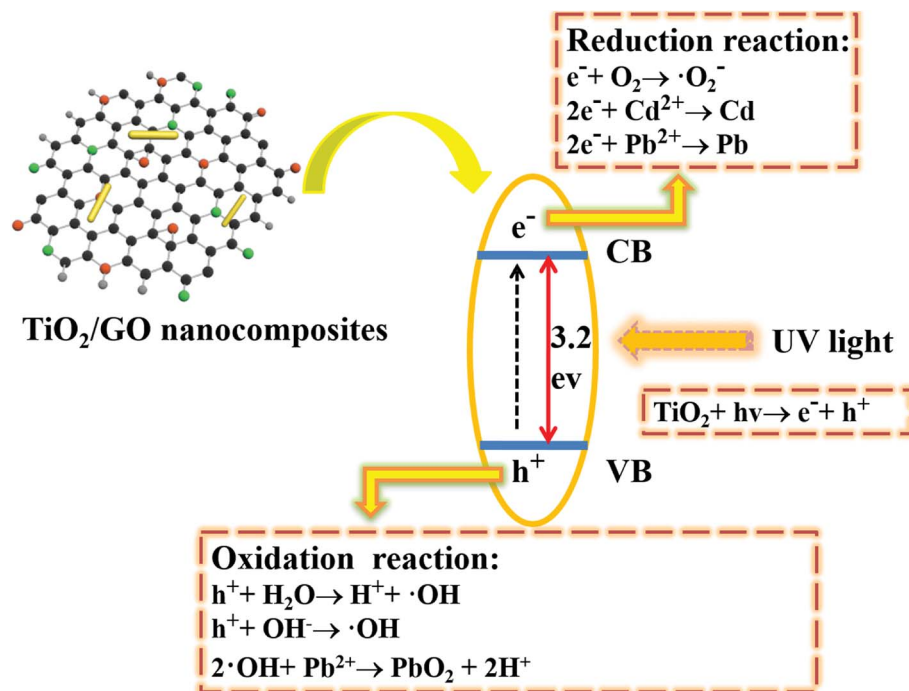 Reduction reaction:
e⁻+ O₂→ ·O₂⁻
2e⁻+ Cd²⁺→ Cd
2e⁻+ Pb²⁺→ Pb
e⁻
CB
TiO₂/GO nanocomposites
3.2
ev
UV light
TiO₂+ hv→ e⁻+ h⁺
h⁺
VB
Oxidation reaction:
h⁺+ H₂O→ H⁺+ ·OH
h⁺+ OH⁻→ ·OH
2·OH+ Pb²⁺→ PbO₂ + 2H⁺